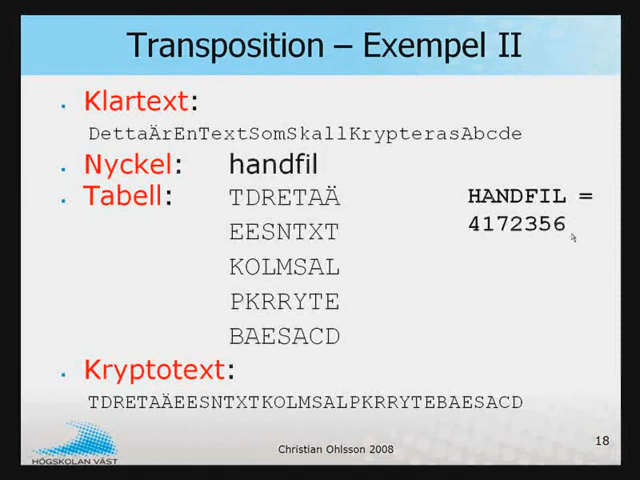 Transposition – Exempel II
Klartext:
DettaÄrEnTextSomSkallKrypterasAbcde
Nyckel: handfil
Tabell: TDRETAÄ
HANDFIL =
EESNTXT
4172356
KOLMSAL
PKRRYTE
BAESACD
Kryptotext:
TDRETAÄEESNTXTKOLMSALPKRRYTEBAESACD
HÖGSKOLAN VÄST
Christian Ohlsson 2008
18